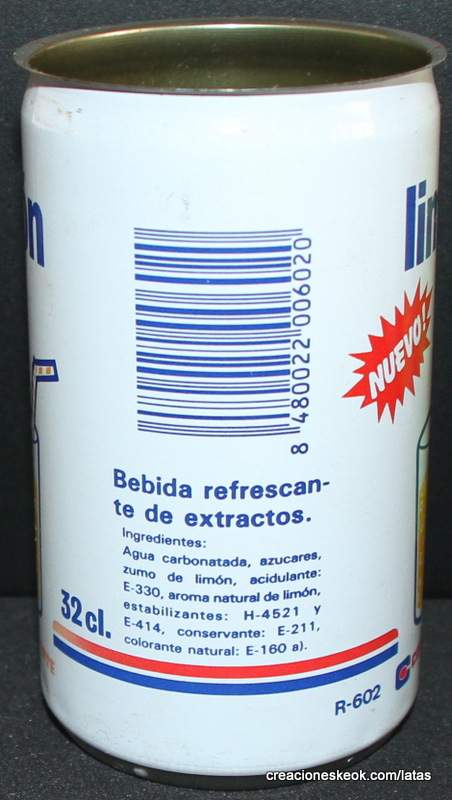 lim
NUEVO!
8 480022 006020
Bebida refrescan-
te de extractos.
Ingredientes:
Agua carbonatada, azucares,
zumo de limón, acidulante:
E-330, aroma natural de limón,
estabilizantes: H-4521 y
E-414, conservante: E-211,
colorante natural: E-160 a).
32 cl.
R-602
creacioneskeok.com/latas